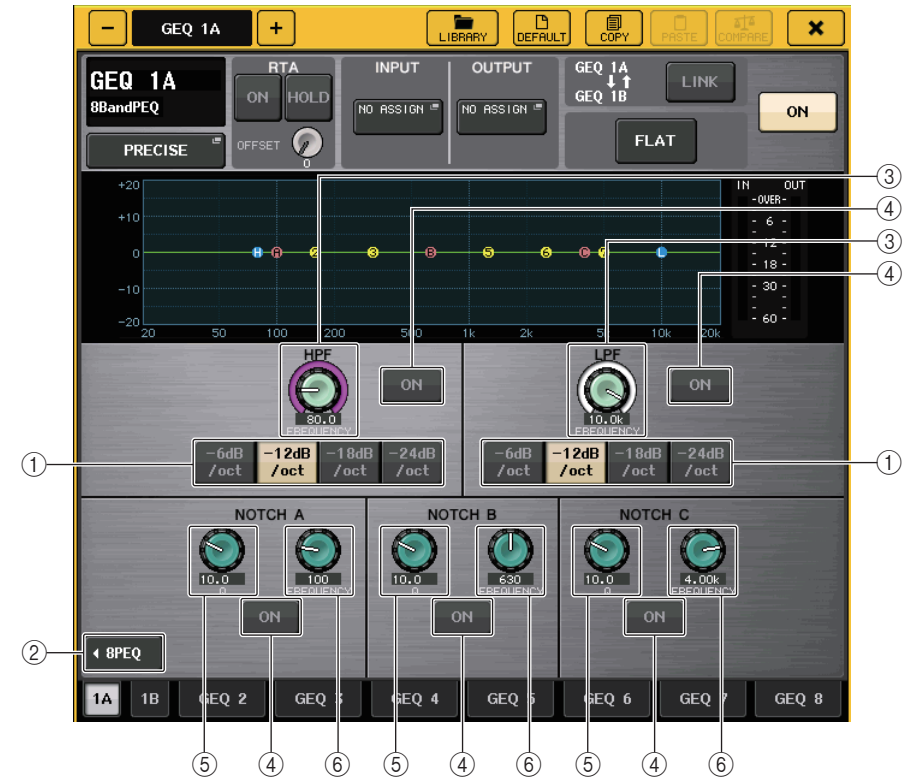 − GEQ 1A + LIBRARY DEFAULT COPY PASTE COMPARE ×
GEQ 1A
8BandPEQ
PRECISE
RTA
ON HOLD
OFFSET
0
INPUT OUTPUT
NO ASSIGN NO ASSIGN
GEQ 1A
↓↑
GEQ 1B
LINK
FLAT
ON
③
④
③
④
+20
+10
0
−10
−20
H A 2 3 B 5 6 C L
20 50 100 200 500 1k 2k 5k 10k 20k
IN OUT
-OVER-
- 6 -
- 12 -
- 18 -
- 30 -
- 60 -
HPF
80.0
FREQUENCY
ON
LPF
10.0k
FREQUENCY
ON
① −6dB /oct −12dB /oct −18dB /oct −24dB /oct
−6dB /oct −12dB /oct −18dB /oct −24dB /oct ①
NOTCH A NOTCH B NOTCH C
10.0 100 10.0 630 10.0 4.00k
Q FREQUENCY Q FREQUENCY Q FREQUENCY
ON ON ON
② 8PEQ
1A 1B GEQ 2 GEQ 3 GEQ 4 GEQ 5 GEQ 6 GEQ 7 GEQ 8
⑤ ④ ⑥ ⑤ ④ ⑥ ⑤ ④ ⑥